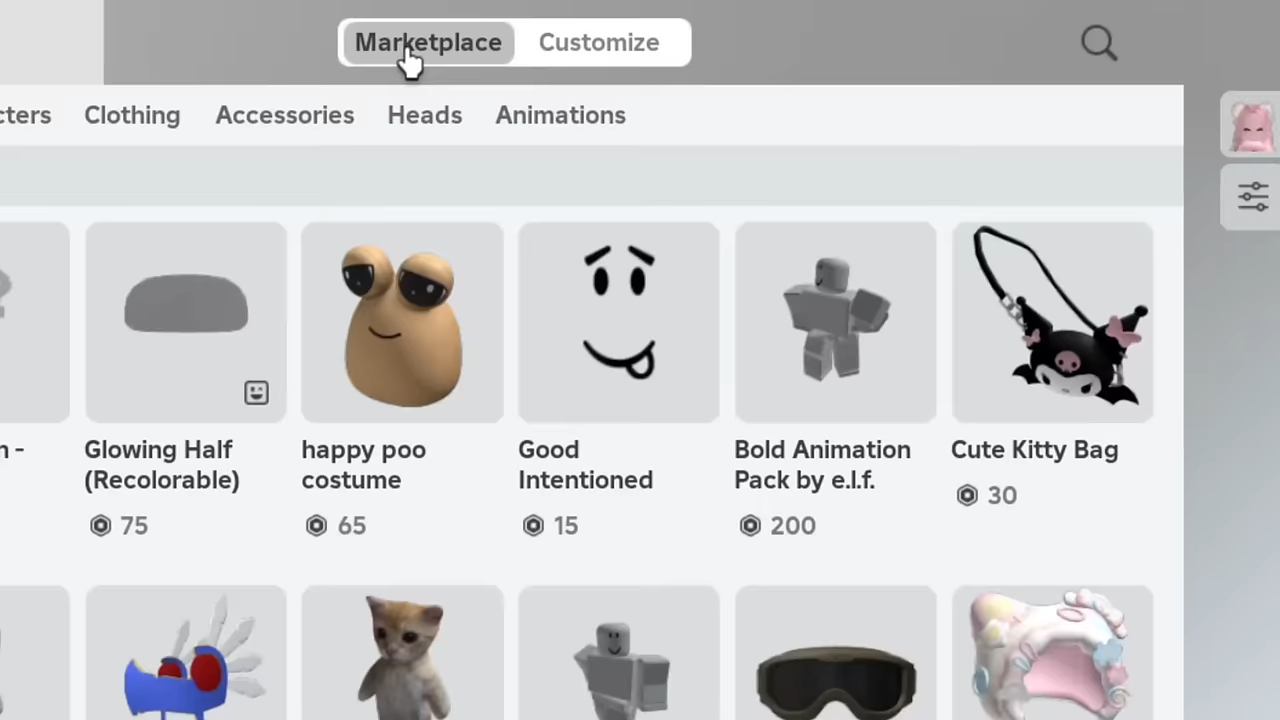 Marketplace Customize
cters Clothing Accessories Heads Animations
n -
Glowing Half
(Recolorable)
75
happy poo
costume
65
Good
Intentioned
15
Bold Animation
Pack by e.l.f.
200
Cute Kitty Bag
30